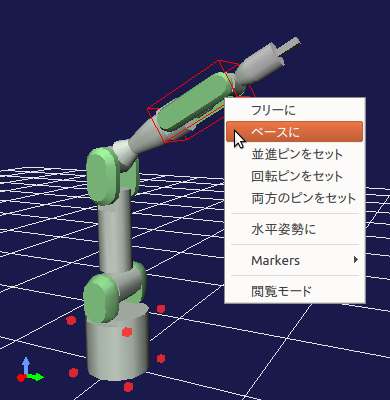 フリーに
ベースに
並進ピンをセット
回転ピンをセット
両方のピンをセット
水平姿勢に
Markers
閲覧モード